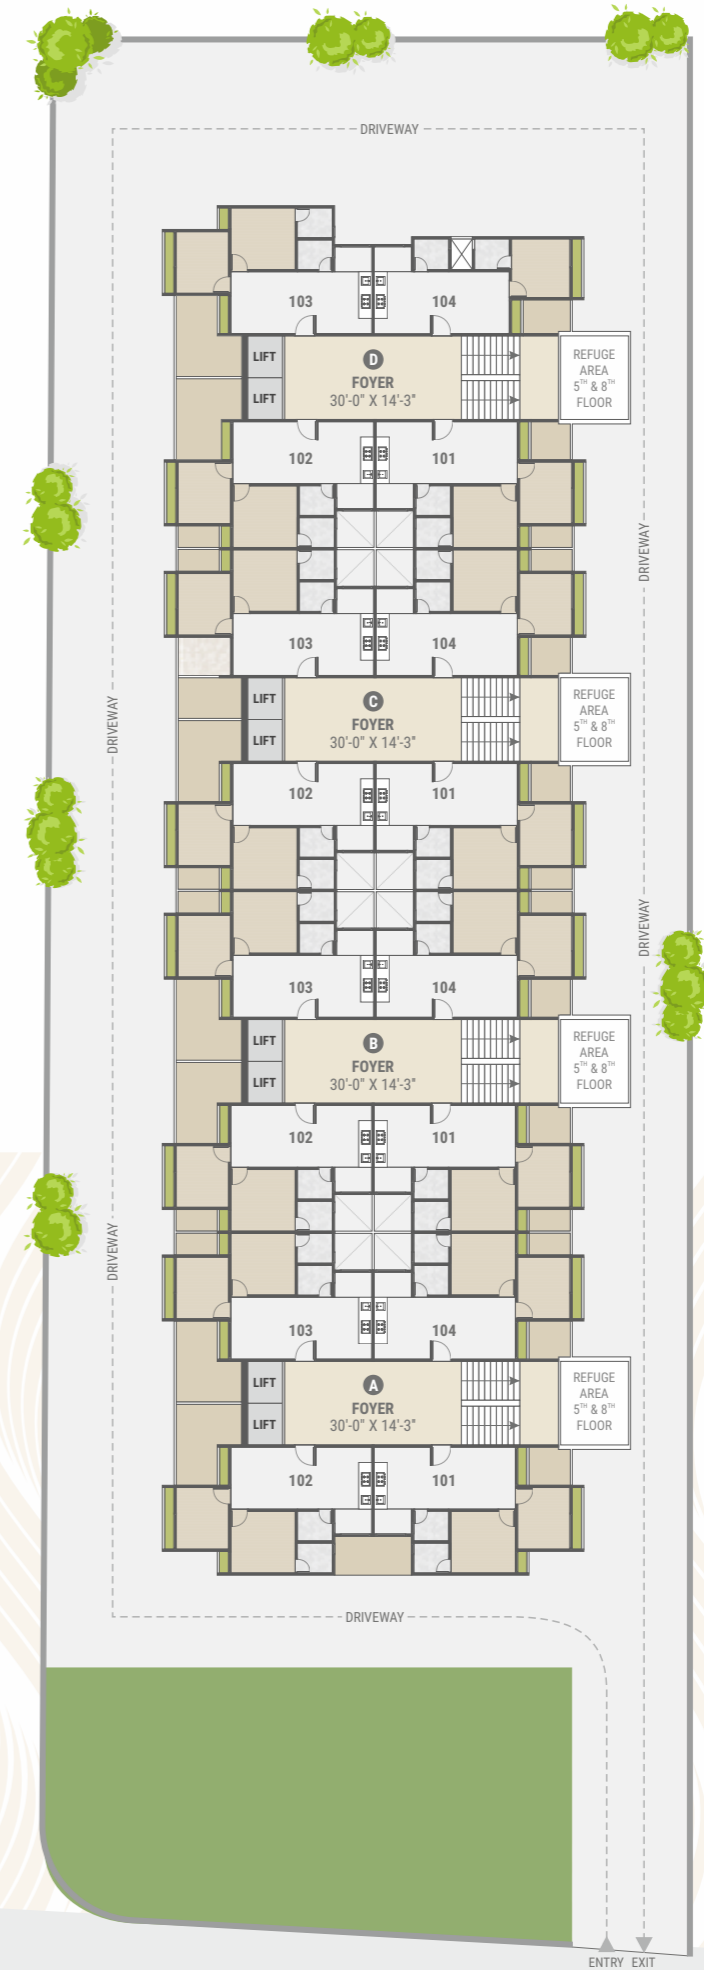 DRIVEWAY
103
104
LIFT
LIFT
D
FOYER
30'-0" X 14'-3"
REFUGE
AREA
5TH & 8TH
FLOOR
102
101
DRIVEWAY
103
104
DRIVEWAY
LIFT
LIFT
C
FOYER
30'-0" X 14'-3"
REFUGE
AREA
5TH & 8TH
FLOOR
102
101
DRIVEWAY
103
104
LIFT
LIFT
B
FOYER
30'-0" X 14'-3"
REFUGE
AREA
5TH & 8TH
FLOOR
102
101
DRIVEWAY
103
104
LIFT
LIFT
A
FOYER
30'-0" X 14'-3"
REFUGE
AREA
5TH & 8TH
FLOOR
102
101
DRIVEWAY
ENTRY EXIT